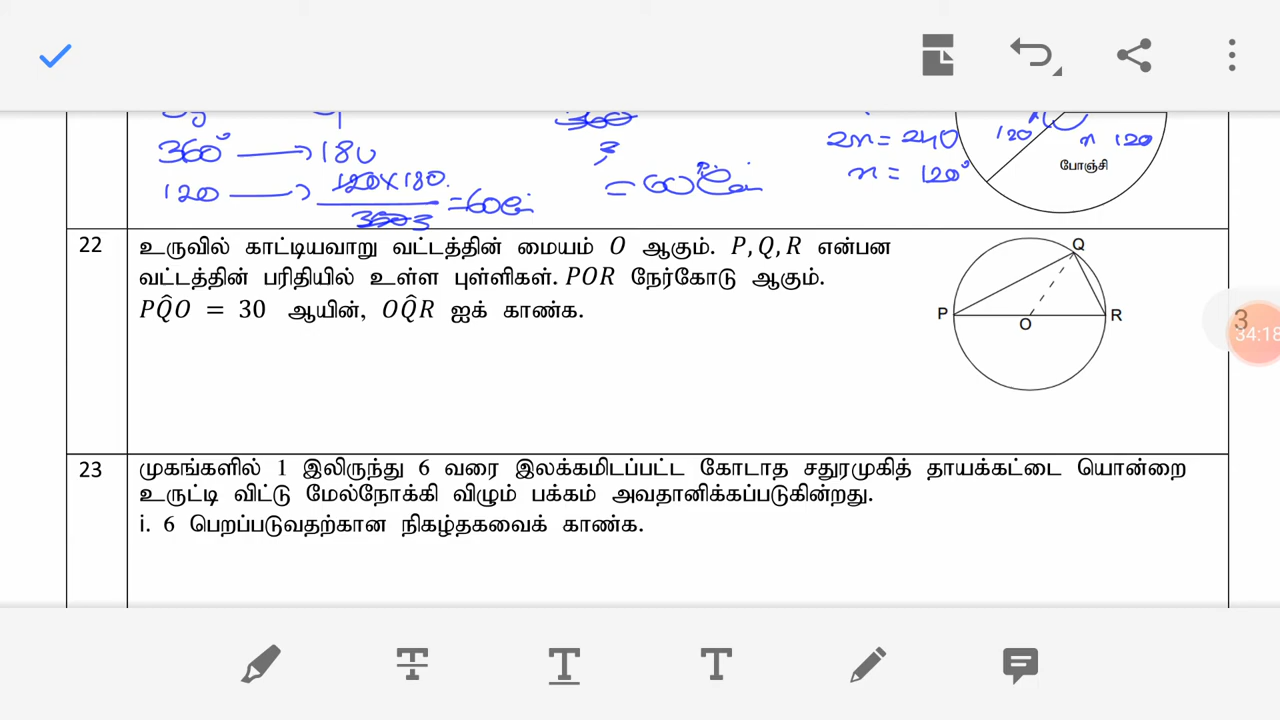 360° → 180
2n = 240
120 120
n
120 → 120×180 / 3603 = 60
= 60
n = 120°
போஞ்சி
22 உருவில் காட்டியவாறு வட்டத்தின் மையம் O ஆகும். P, Q, R என்பன
வட்டத்தின் பரிதியில் உள்ள புள்ளிகள். POR நேர்கோடு ஆகும்.
PQ̂O = 30 ஆயின், OQ̂R ஐக் காண்க.
Q
P
O
R
3
34:18
23 முகங்களில் 1 இலிருந்து 6 வரை இலக்கமிடப்பட்ட கோடாத சதுரமுகித் தாயக்கட்டை யொன்றை
உருட்டி விட்டு மேல்நோக்கி விழும் பக்கம் அவதானிக்கப்படுகின்றது.
i. 6 பெறப்படுவதற்கான நிகழ்தகவைக் காண்க.
T
T
T